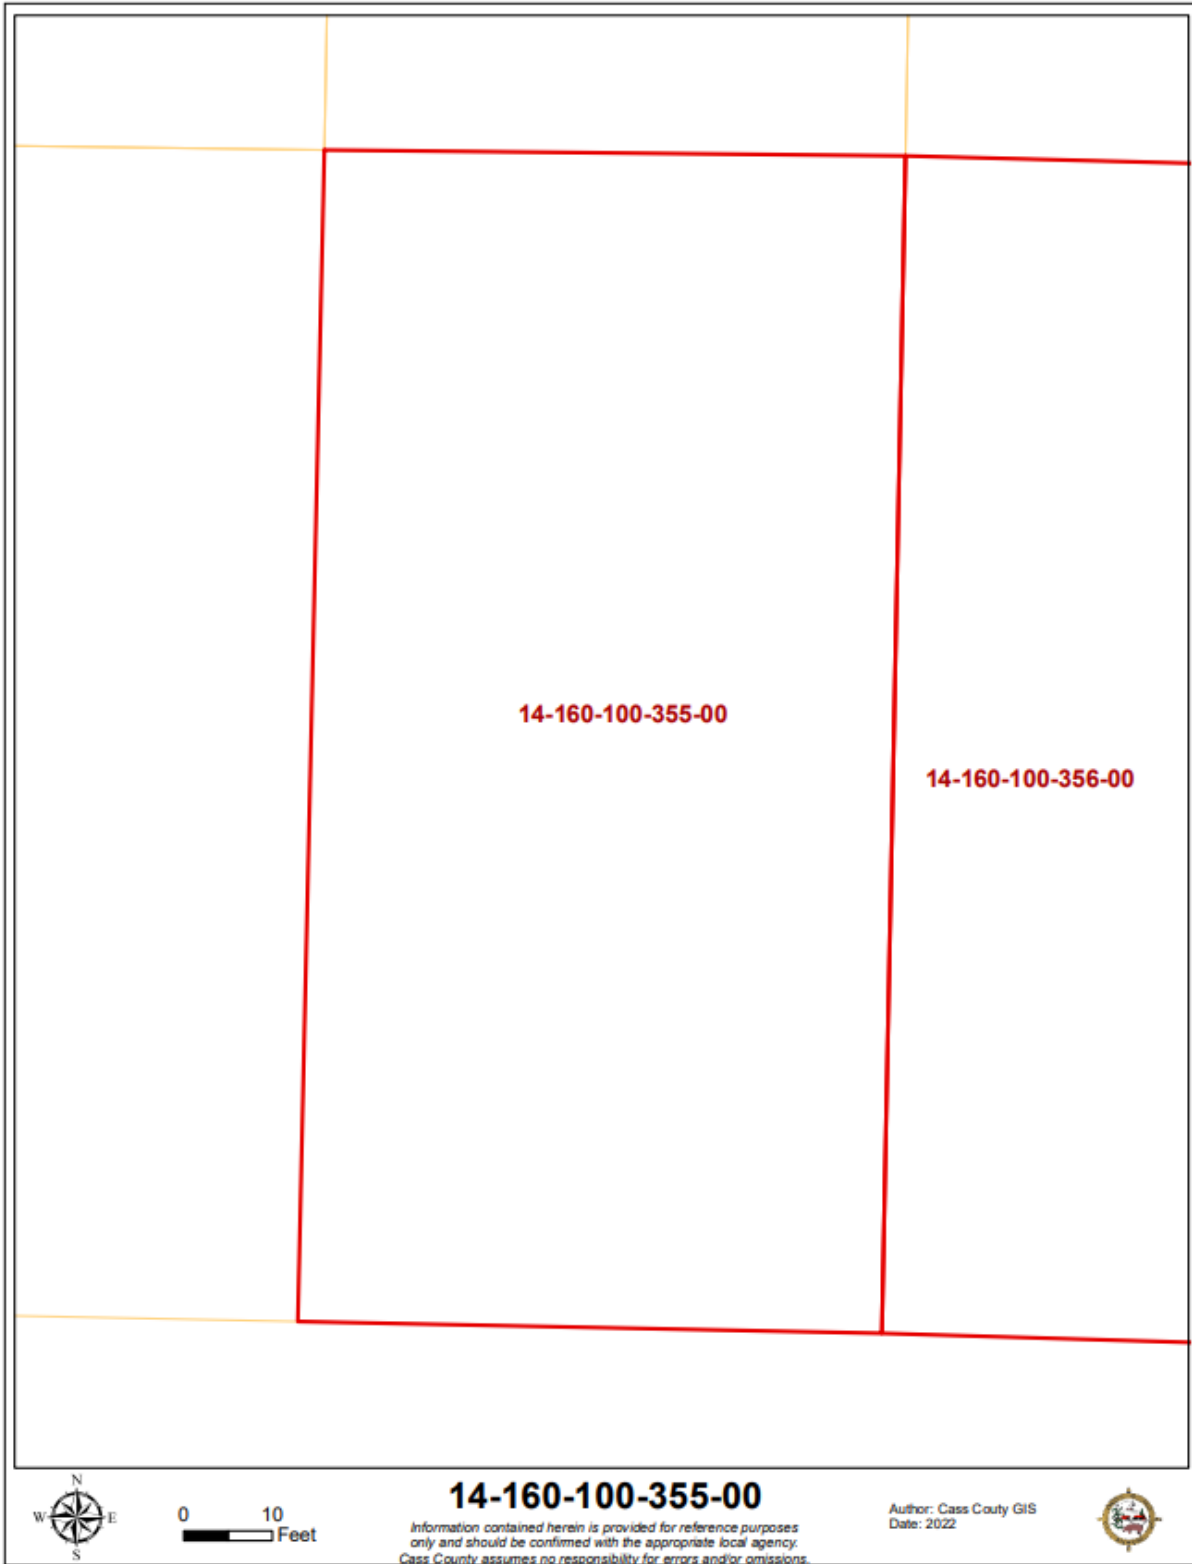 14-160-100-355-00
14-160-100-356-00
N
W E
S
0 10
Feet
14-160-100-355-00
Information contained herein is provided for reference purposes
only and should be confirmed with the appropriate local agency.
Cass County assumes no responsibility for errors and/or omissions.
Author: Cass Couty GIS
Date: 2022